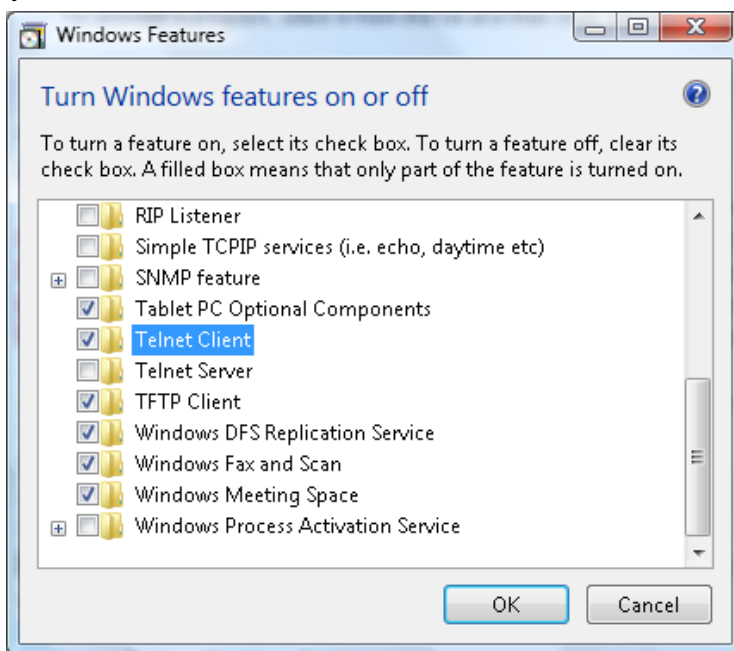 Windows Features
Turn Windows features on or off
To turn a feature on, select its check box. To turn a feature off, clear its
check box. A filled box means that only part of the feature is turned on.
RIP Listener
Simple TCPIP services (i.e. echo, daytime etc)
SNMP feature
Tablet PC Optional Components
Telnet Client
Telnet Server
TFTP Client
Windows DFS Replication Service
Windows Fax and Scan
Windows Meeting Space
Windows Process Activation Service
OK Cancel